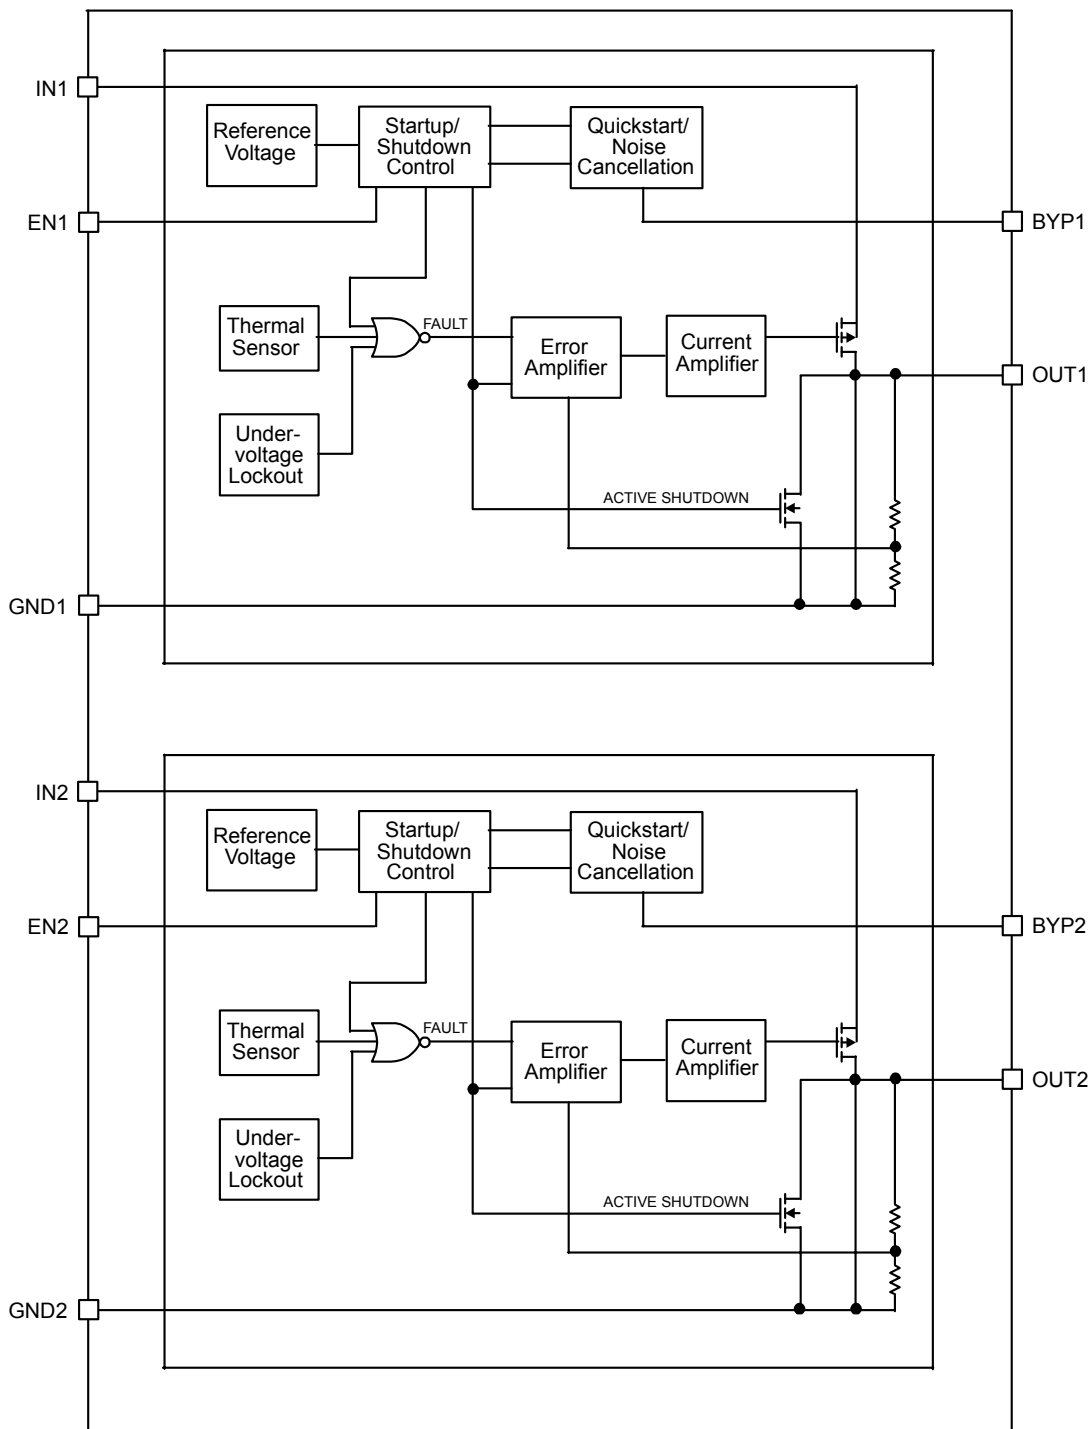 IN1
Reference
Voltage
Startup/
Shutdown
Control
Quickstart/
Noise
Cancellation
EN1
BYP1
Thermal
Sensor
FAULT
Error
Amplifier
Current
Amplifier
OUT1
Under-
voltage
Lockout
ACTIVE SHUTDOWN
GND1
IN2
Reference
Voltage
Startup/
Shutdown
Control
Quickstart/
Noise
Cancellation
EN2
BYP2
Thermal
Sensor
FAULT
Error
Amplifier
Current
Amplifier
OUT2
Under-
voltage
Lockout
ACTIVE SHUTDOWN
GND2